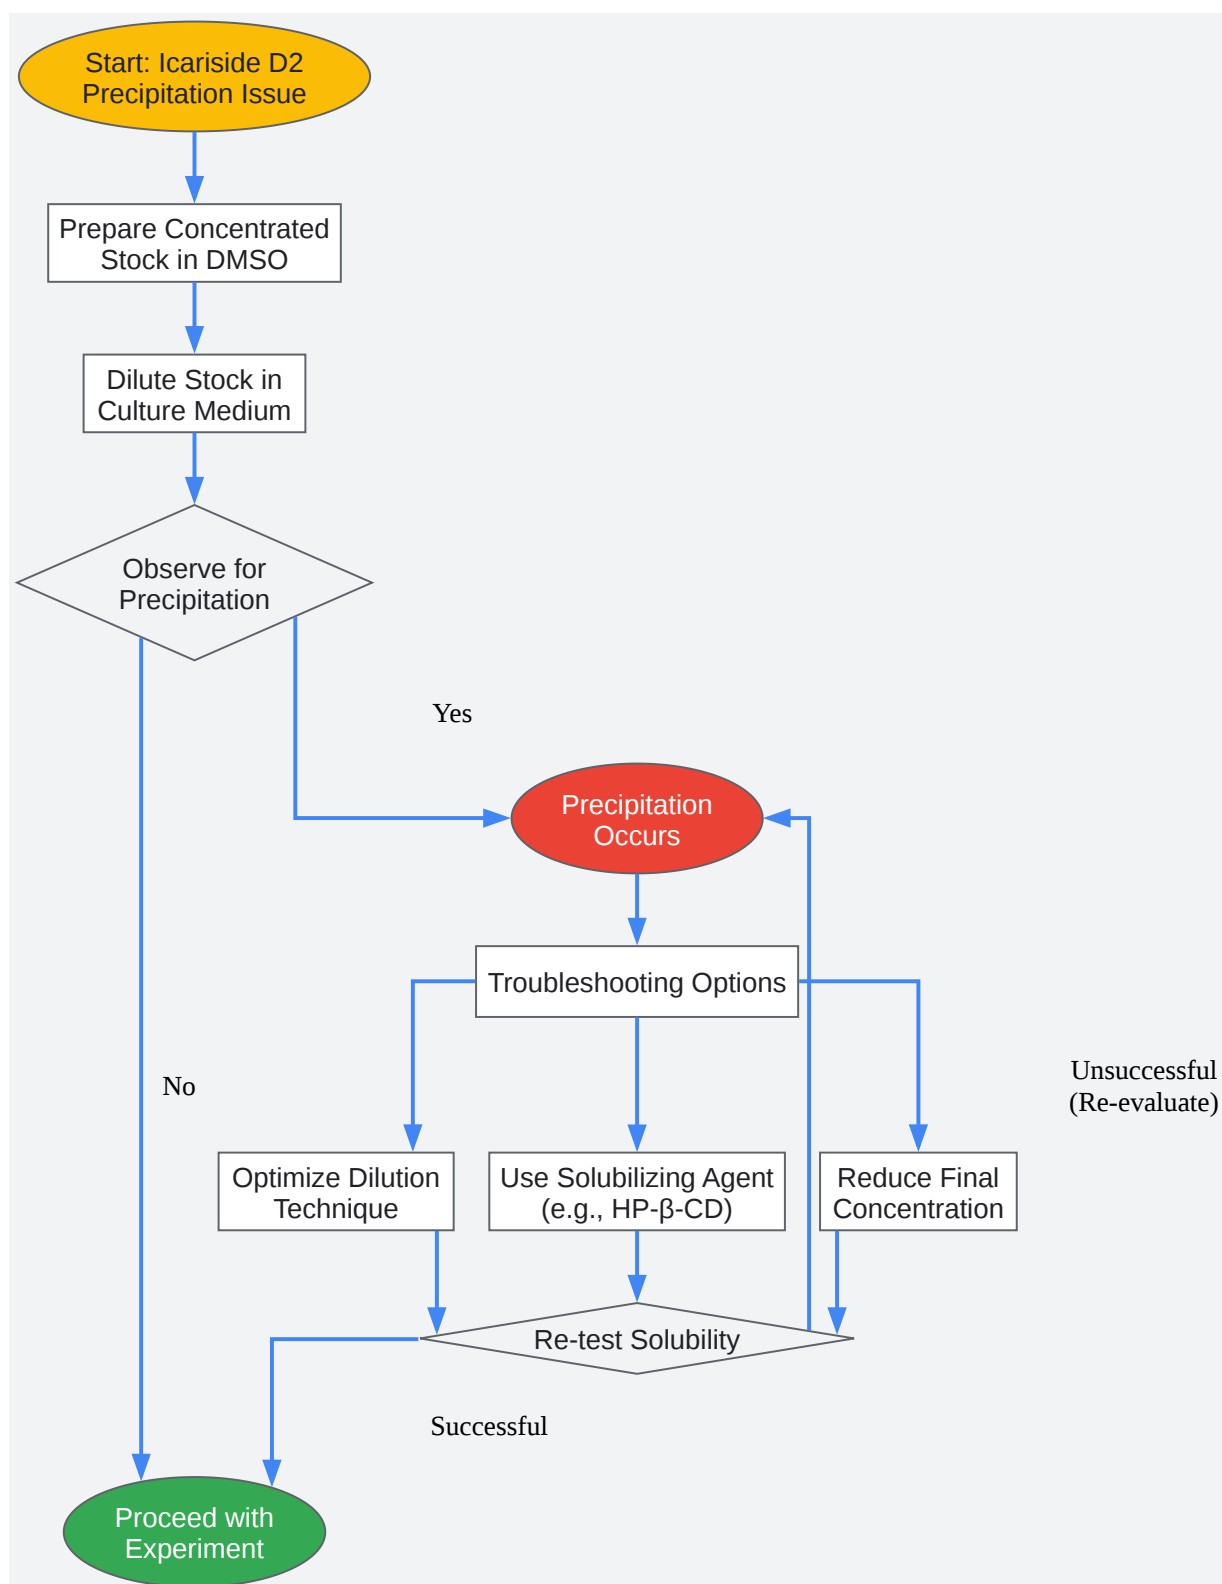 Start: Icariside D2
Precipitation Issue
Prepare Concentrated
Stock in DMSO
Dilute Stock in
Culture Medium
Observe for
Precipitation
Yes
Precipitation
Occurs
Troubleshooting Options
No
Unsuccessful
(Re-evaluate)
Optimize Dilution
Technique
Use Solubilizing Agent
(e.g., HP-β-CD)
Reduce Final
Concentration
Re-test Solubility
Successful
Proceed with
Experiment